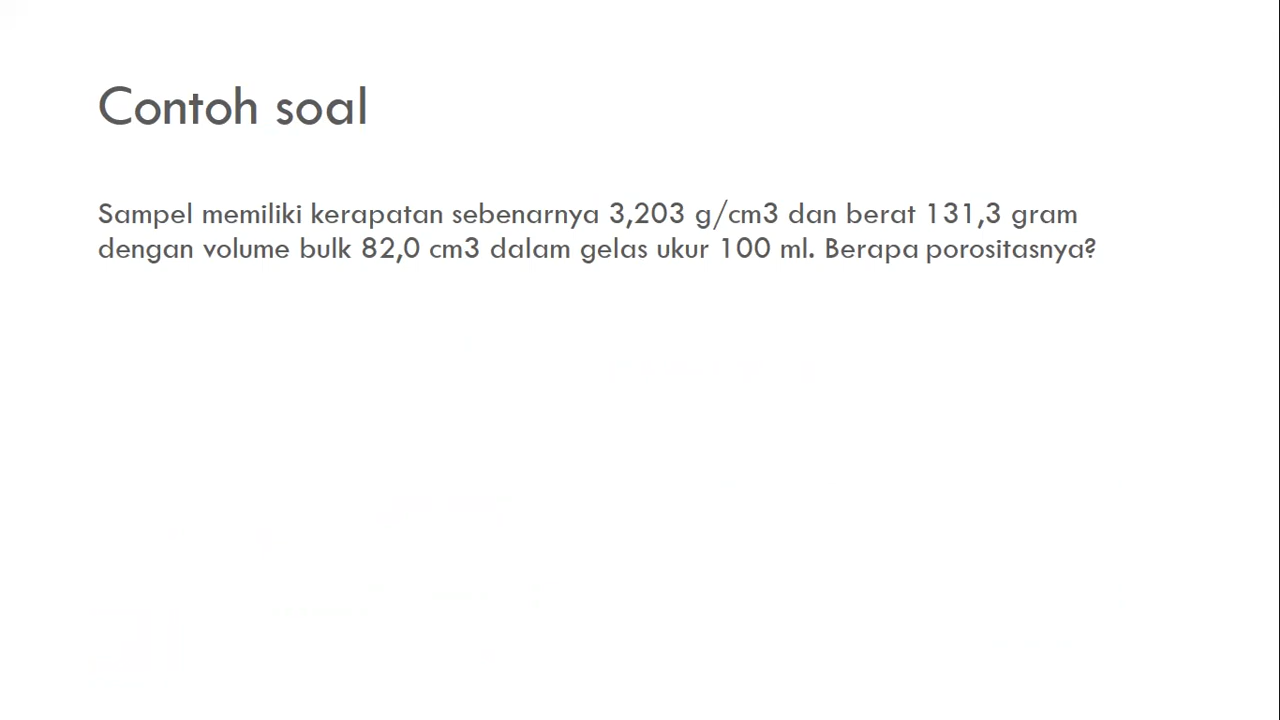 Contoh soal
Sampel memiliki kerapatan sebenarnya 3,203 g/cm3 dan berat 131,3 gram
dengan volume bulk 82,0 cm3 dalam gelas ukur 100 ml. Berapa porositasnya?